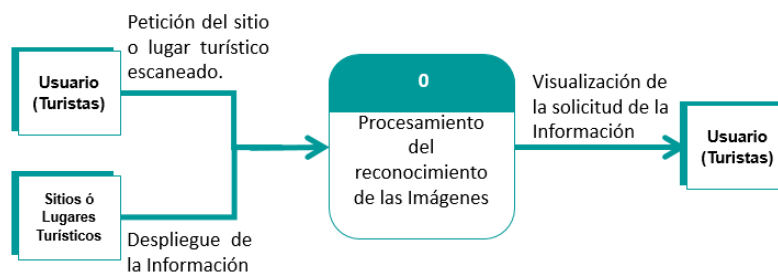 Petición del sitio
o lugar turístico
escaneado.
Usuario
(Turistas)
Sitios ó
Lugares
Turísticos
Despliegue de
la Información
0
Procesamiento
del
reconocimiento
de las Imágenes
Visualización de
la solicitud de la
Información
Usuario
(Turistas)